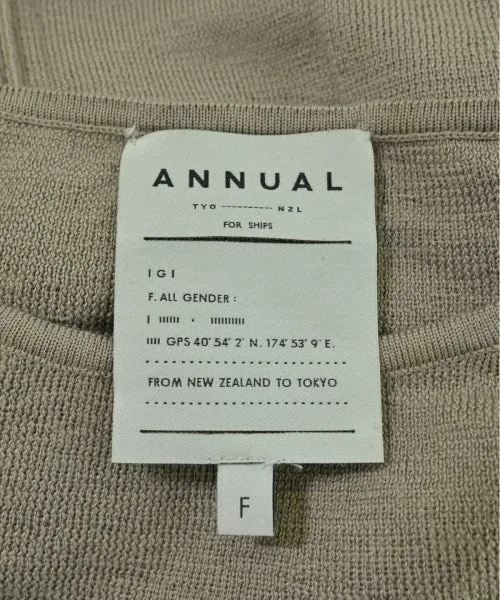 ANNUAL
TYO ---------- NZL
FOR SHIPS
I G I
F. ALL GENDER :
GPS 40° 54' 2" N. 174° 53' 9" E.
FROM NEW ZEALAND TO TOKYO
F